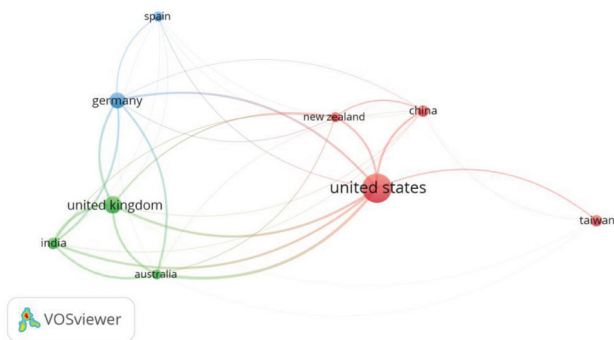 spain
germany
china
new zealand
united states
united kingdom
taiwan
india
australia
VOSviewer